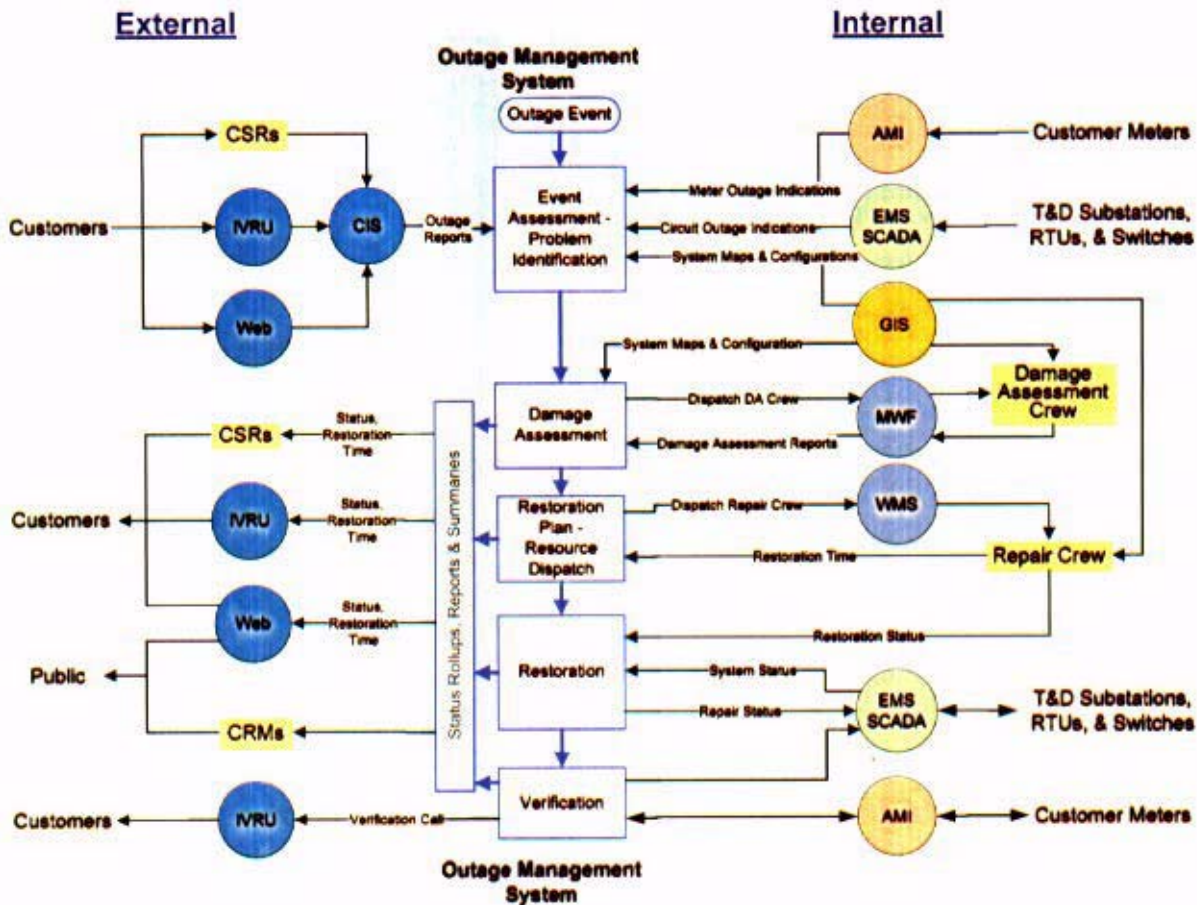 External
Internal
Outage Management
System
Outage Event
CSRs
AMI
Customer Meters
Event
Assessment -
Problem
Identification
Meter Outage Indications
Customers
IVRU
CIS
Outage
Reports
Circuit Outage Indications
EMS
SCADA
T&D Substations,
RTUs, & Switches
System Maps & Configurations
Web
GIS
System Maps & Configuration
Damage
Assessment
Crew
Damage
Assessment
Dispatch DA Crew
MWF
Damage Assessment Reports
CSRs
Status,
Restoration
Time
Status Rollups, Reports & Summaries
Restoration
Plan -
Resource
Dispatch
Dispatch Repair Crew
WMS
Customers
IVRU
Status,
Restoration
Time
Restoration Time
Repair Crew
Web
Status,
Restoration
Time
Restoration Status
Restoration
System Status
Public
Repair Status
EMS
SCADA
T&D Substations,
RTUs, & Switches
CRMs
Verification
Customers
IVRU
Verification Call
AMI
Customer Meters
Outage Management
System